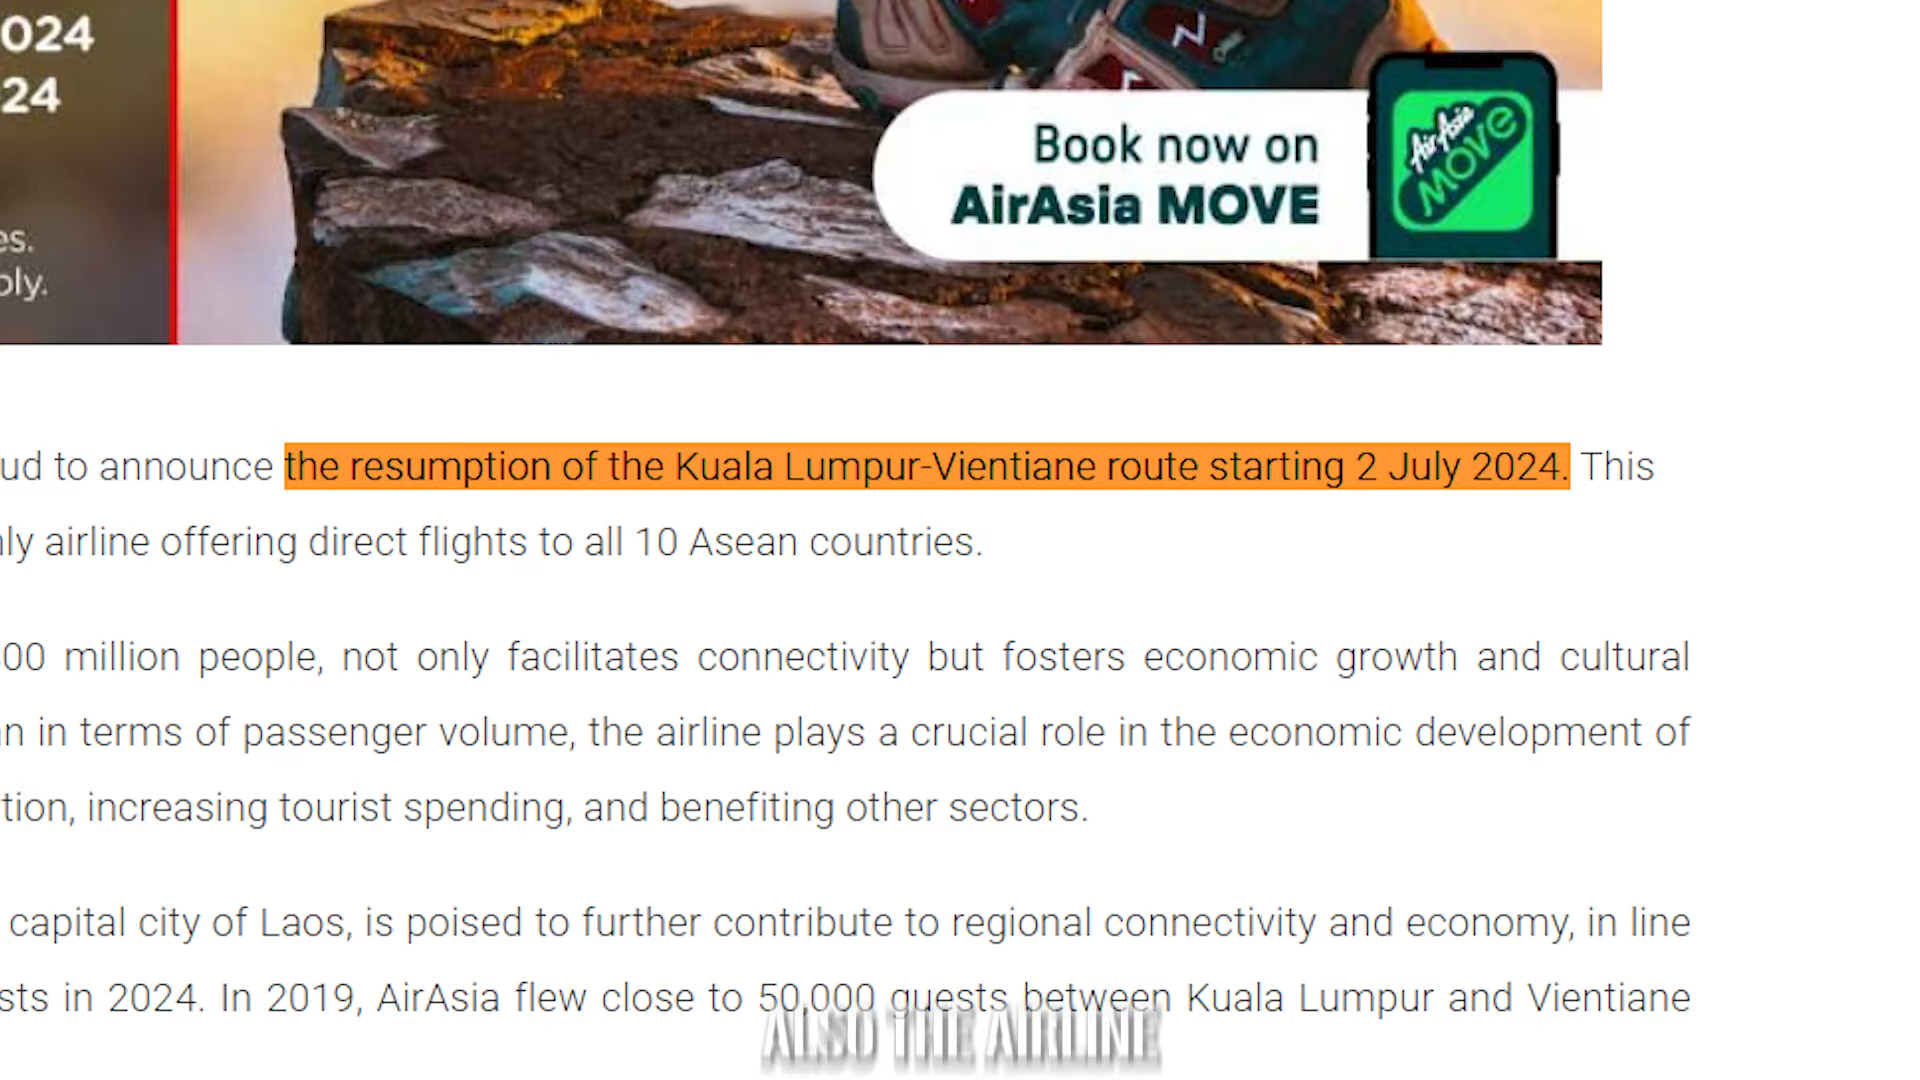 024
24
es.
ply.
Book now on
AirAsia MOVE
AirAsia
MOVE
ud to announce the resumption of the Kuala Lumpur-Vientiane route starting 2 July 2024. This
nly airline offering direct flights to all 10 Asean countries.
00 million people, not only facilitates connectivity but fosters economic growth and cultural
an in terms of passenger volume, the airline plays a crucial role in the economic development of
tion, increasing tourist spending, and benefiting other sectors.
capital city of Laos, is poised to further contribute to regional connectivity and economy, in line
sts in 2024. In 2019, AirAsia flew close to 50,000 guests between Kuala Lumpur and Vientiane
ALSO THE AIRLINE